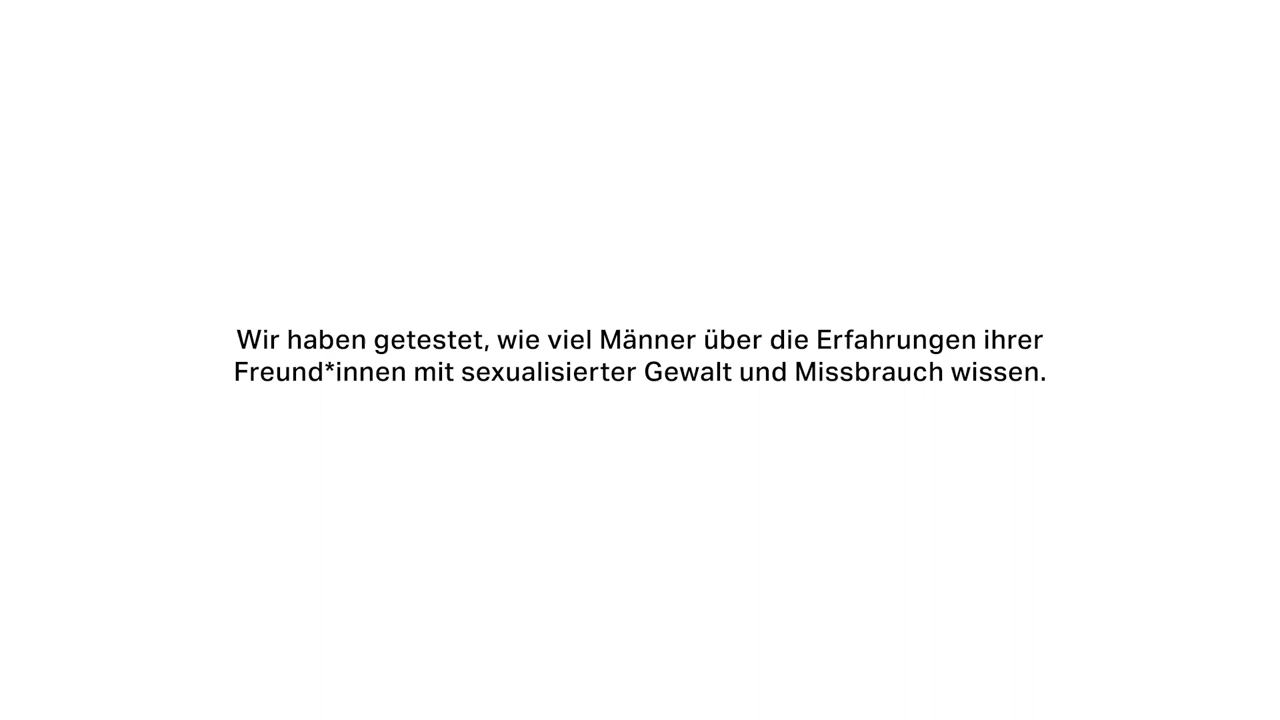 Wir haben getestet, wie viel Männer über die Erfahrungen ihrer
Freund*innen mit sexualisierter Gewalt und Missbrauch wissen.